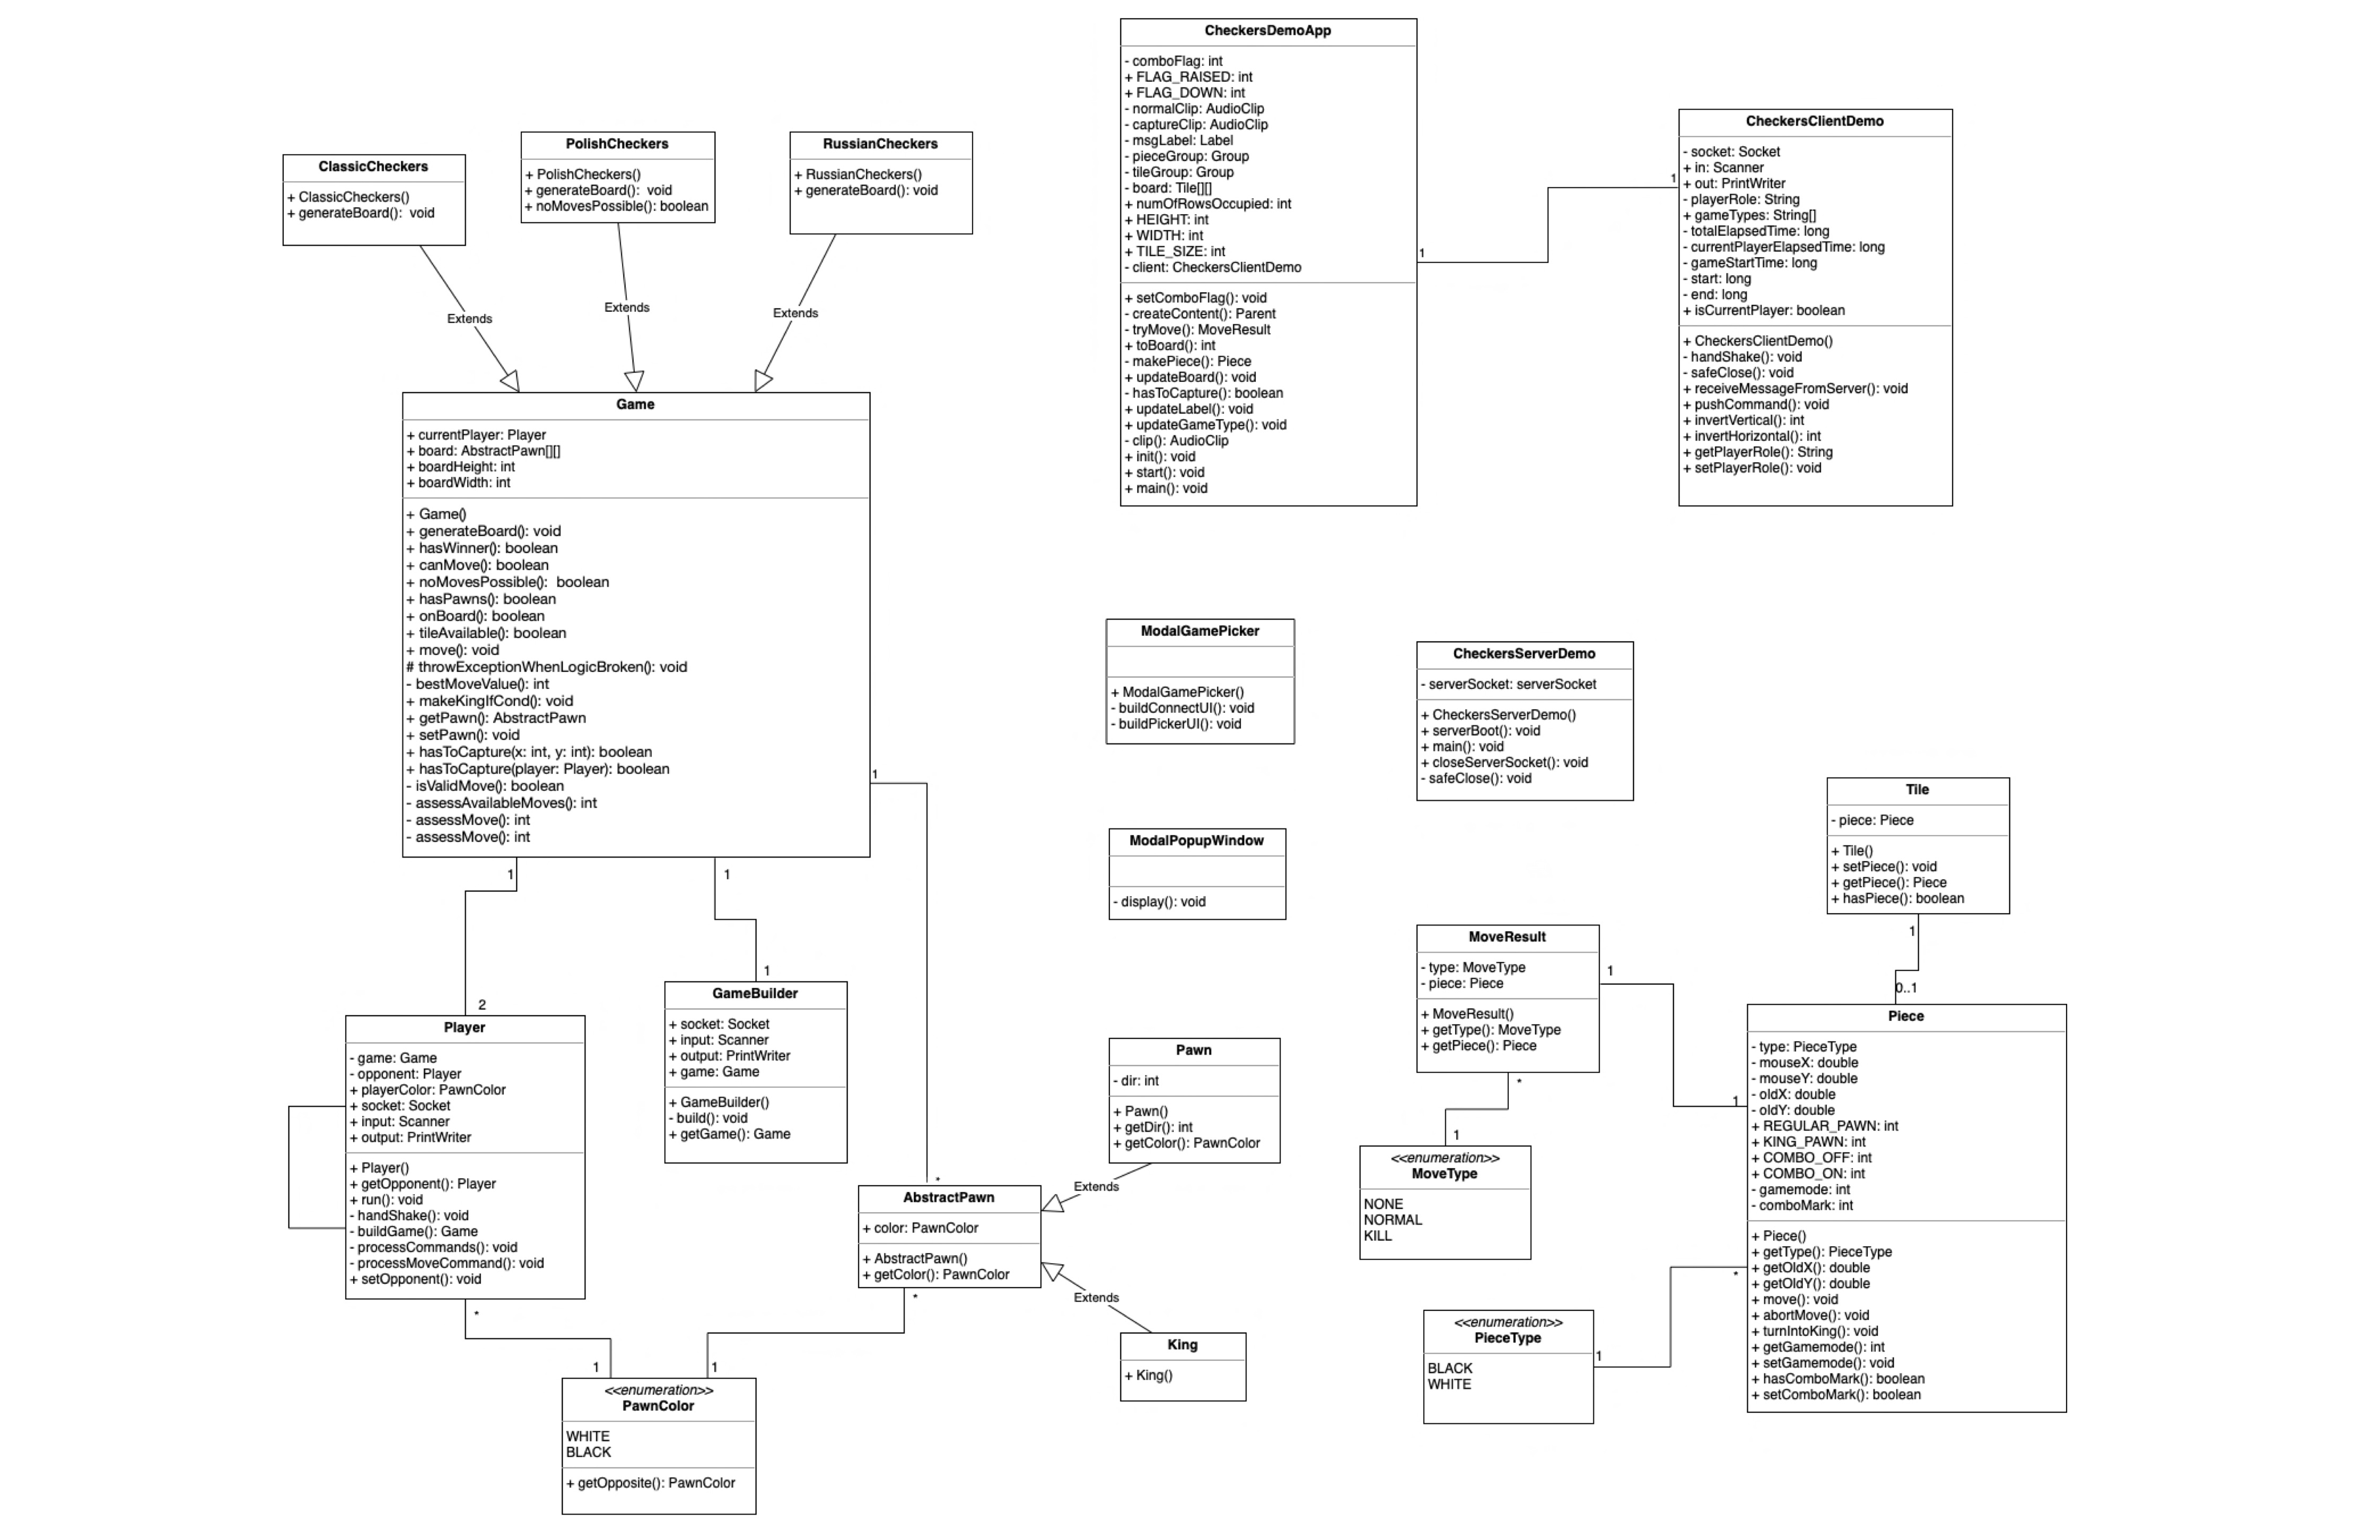 CheckersDemoApp
- comboFlag: int
+ FLAG_RAISED: int
+ FLAG_DOWN: int
- normalClip: AudioClip
- captureClip: AudioClip
- msgLabel: Label
- pieceGroup: Group
- tileGroup: Group
- board: Tile[][]
+ numOfRowsOccupied: int
+ HEIGHT: int
+ WIDTH: int
+ TILE_SIZE: int
- client: CheckersClientDemo
+ setComboFlag(): void
- createContent(): Parent
- tryMove(): MoveResult
+ toBoard(): int
- makePiece(): Piece
+ updateBoard(): void
- hasToCapture(): boolean
+ updateLabel(): void
+ updateGameType(): void
- clip(): AudioClip
+ init(): void
+ start(): void
+ main(): void
1
1
CheckersClientDemo
- socket: Socket
+ in: Scanner
+ out: PrintWriter
- playerRole: String
+ gameTypes: String[]
- totalElapsedTime: long
- currentPlayerElapsedTime: long
- gameStartTime: long
- start: long
- end: long
+ isCurrentPlayer: boolean
+ CheckersClientDemo()
- handShake(): void
- safeClose(): void
+ receiveMessageFromServer(): void
+ pushCommand(): void
+ invertVertical(): int
+ invertHorizontal(): int
+ getPlayerRole(): String
+ setPlayerRole(): void
ClassicCheckers
+ ClassicCheckers()
+ generateBoard(): void
PolishCheckers
+ PolishCheckers()
+ generateBoard(): void
+ noMovesPossible(): boolean
RussianCheckers
+ RussianCheckers()
+ generateBoard(): void
Extends
Extends
Extends
Game
+ currentPlayer: Player
+ board: AbstractPawn[][]
+ boardHeight: int
+ boardWidth: int
+ Game()
+ generateBoard(): void
+ hasWinner(): boolean
+ canMove(): boolean
+ noMovesPossible(): boolean
+ hasPawns(): boolean
+ onBoard(): boolean
+ tileAvailable(): boolean
+ move(): void
# throwExceptionWhenLogicBroken(): void
- bestMoveValue(): int
+ makeKingIfCond(): void
+ getPawn(): AbstractPawn
+ setPawn(): void
+ hasToCapture(x: int, y: int): boolean
+ hasToCapture(player: Player): boolean
- isValidMove(): boolean
- assessAvailableMoves(): int
- assessMove(): int
- assessMove(): int
1
1
1
ModalGamePicker
+ ModalGamePicker()
- buildConnectUI(): void
- buildPickerUI(): void
CheckersServerDemo
- serverSocket: serverSocket
+ CheckersServerDemo()
+ serverBoot(): void
+ main(): void
+ closeServerSocket(): void
- safeClose(): void
ModalPopupWindow
- display(): void
Tile
- piece: Piece
+ Tile()
+ setPiece(): void
+ getPiece(): Piece
+ hasPiece(): boolean
1
0..1
MoveResult
- type: MoveType
- piece: Piece
+ MoveResult()
+ getType(): MoveType
+ getPiece(): Piece
1
1
*
1
<<enumeration>>
MoveType
NONE
NORMAL
KILL
Piece
- type: PieceType
- mouseX: double
- mouseY: double
- oldX: double
- oldY: double
+ REGULAR_PAWN: int
+ KING_PAWN: int
+ COMBO_OFF: int
+ COMBO_ON: int
- gamemode: int
- comboMark: int
+ Piece()
+ getType(): PieceType
+ getOldX(): double
+ getOldY(): double
+ move(): void
+ abortMove(): void
+ turnIntoKing(): void
+ getGamemode(): int
+ setGamemode(): void
+ hasComboMark(): boolean
+ setComboMark(): boolean
*
1
<<enumeration>>
PieceType
BLACK
WHITE
2
Player
- game: Game
- opponent: Player
+ playerColor: PawnColor
+ socket: Socket
+ input: Scanner
+ output: PrintWriter
+ Player()
+ getOpponent(): Player
+ run(): void
- handShake(): void
- buildGame(): Game
- processCommands(): void
- processMoveCommand(): void
+ setOpponent(): void
1
GameBuilder
+ socket: Socket
+ input: Scanner
+ output: PrintWriter
+ game: Game
+ GameBuilder()
- build(): void
+ getGame(): Game
Pawn
- dir: int
+ Pawn()
+ getDir(): int
+ getColor(): PawnColor
Extends
*
AbstractPawn
+ color: PawnColor
+ AbstractPawn()
+ getColor(): PawnColor
Extends
King
+ King()
*
*
1
1
<<enumeration>>
PawnColor
WHITE
BLACK
+ getOpposite(): PawnColor